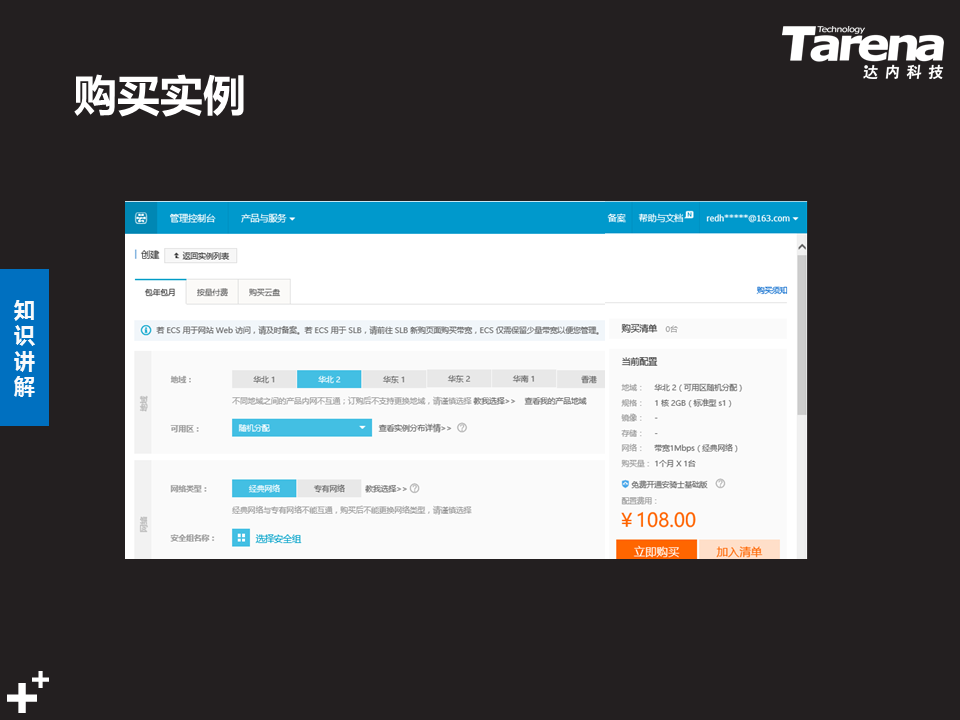 Technology
Tarena
达内科技
购买实例
知识讲解
管理控制台 产品与服务 备案 帮助与文档 redh*****@163.com
创建 返回实例列表
包年包月 按量付费 购买云盘 购买须知
若 ECS 用于网站 Web 访问，请及时备案。若 ECS 用于 SLB，请前往 SLB 新购页面购买带宽，ECS 仅需保留少量带宽以便您管理。
购买清单 0台
当前配置
地域
地域： 华北 1 华北 2 华东 1 华东 2 华南 1 香港
不同地域之间的产品内网不互通；订购后不支持更换地域，请谨慎选择 教我选择>> 查看我的产品地域
可用区： 随机分配 查看实例分布详情>>
地域： 华北 2（可用区随机分配）
规格： 1 核 2GB（标准型 s1）
镜像： -
存储： -
网络： 带宽1Mbps（经典网络）
购买量： 1个月 X 1台
免费开通安骑士基础版
配置费用：
¥108.00
立即购买 加入清单
网络
网络类型： 经典网络 专有网络 教我选择>>
经典网络与专有网络不能互通，购买后不能更换网络类型，请谨慎选择
安全组名称： 选择安全组